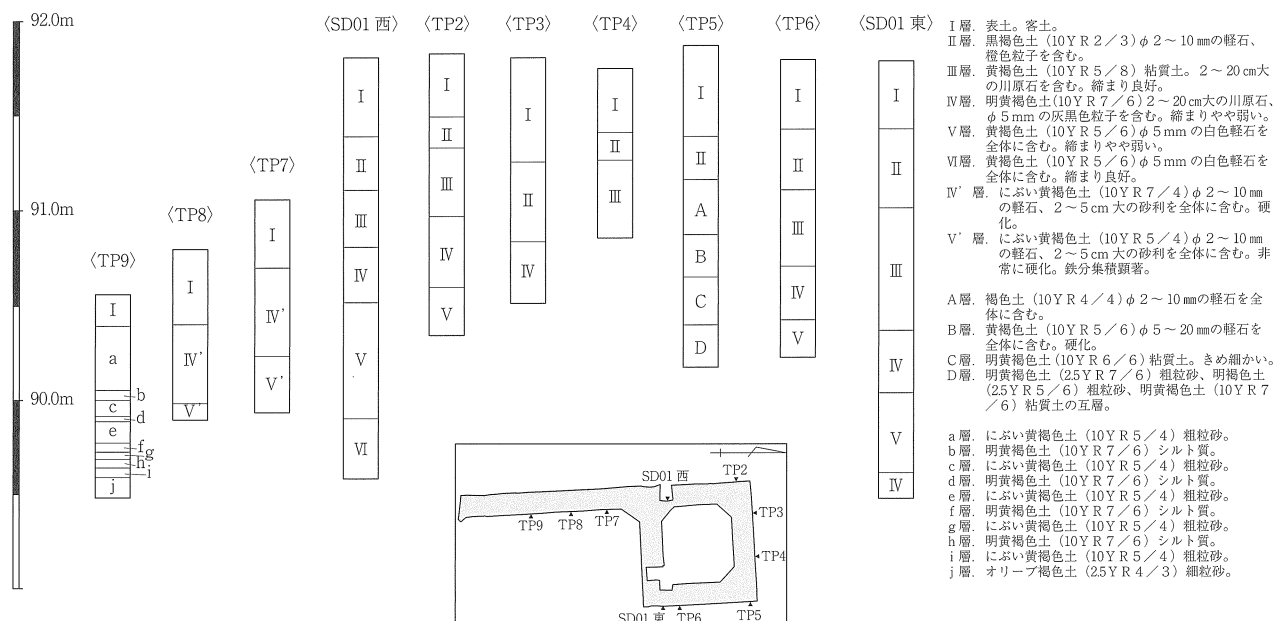 92.0m
91.0m
90.0m
〈TP9〉
Ⅰ
a
b
c
d
e
f
g
h
i
j
〈TP8〉
Ⅰ
Ⅳ'
Ⅴ'
〈TP7〉
Ⅰ
Ⅳ'
Ⅴ'
〈SD01 西〉
Ⅰ
Ⅱ
Ⅲ
Ⅳ
Ⅴ
Ⅵ
〈TP2〉
Ⅰ
Ⅱ
Ⅲ
Ⅳ
Ⅴ
〈TP3〉
Ⅰ
Ⅱ
Ⅳ
〈TP4〉
Ⅰ
Ⅱ
Ⅲ
〈TP5〉
Ⅰ
Ⅱ
A
B
C
D
〈TP6〉
Ⅰ
Ⅱ
Ⅲ
Ⅳ
Ⅴ
〈SD01 東〉
Ⅰ
Ⅱ
Ⅲ
Ⅳ
Ⅴ
Ⅳ
SD01 西
TP2
TP3
TP4
TP5
TP6
SD01 東
TP7
TP8
TP9
Ⅰ層．表土。客土。
Ⅱ層．黒褐色土（10ＹＲ２／３）φ２～10㎜の軽石、
橙色粒子を含む。
Ⅲ層．黄褐色土（10ＹＲ５／８）粘質土。２～20㎝大
の川原石を含む。締まり良好。
Ⅳ層．明黄褐色土（10ＹＲ７／６）２～20㎝大の川原石、
φ５mmの灰黒色粒子を含む。締まりやや弱い。
Ⅴ層．黄褐色土（10ＹＲ５／６）φ５mmの白色軽石を
全体に含む。締まりやや弱い。
Ⅵ層．黄褐色土（10ＹＲ５／６）φ５mmの白色軽石を
全体に含む。締まり良好。
Ⅳ'層．にぶい黄褐色土（10ＹＲ７／４）φ２～10㎜
の軽石、２～５cm大の砂利を全体に含む。硬
化。
Ⅴ'層．にぶい黄褐色土（10ＹＲ５／４）φ２～10㎜
の軽石、２～５cm大の砂利を全体に含む。非
常に硬化。鉄分集積顕著。
Ａ層．褐色土（10ＹＲ４／４）φ２～10㎜の軽石を全
体に含む。
Ｂ層．黄褐色土（10ＹＲ５／６）φ５～20㎜の軽石を
全体に含む。硬化。
Ｃ層．明黄褐色土（10ＹＲ６／６）粘質土。きめ細かい。
Ｄ層．明黄褐色土（2.5ＹＲ７／６）粗粒砂、明褐色土
（2.5ＹＲ５／６）粗粒砂、明黄褐色土（10ＹＲ７
／６）粘質土の互層。
ａ層．にぶい黄褐色土（10ＹＲ５／４）粗粒砂。
ｂ層．明黄褐色土（10ＹＲ７／６）シルト質。
ｃ層．にぶい黄褐色土（10ＹＲ５／４）粗粒砂。
ｄ層．明黄褐色土（10ＹＲ７／６）シルト質。
ｅ層．にぶい黄褐色土（10ＹＲ５／４）粗粒砂。
ｆ層．明黄褐色土（10ＹＲ７／６）シルト質。
ｇ層．にぶい黄褐色土（10ＹＲ５／４）粗粒砂。
ｈ層．明黄褐色土（10ＹＲ７／６）シルト質。
ｉ層．にぶい黄褐色土（10ＹＲ５／４）粗粒砂。
ｊ層．オリーブ褐色土（2.5ＹＲ４／３）細粒砂。